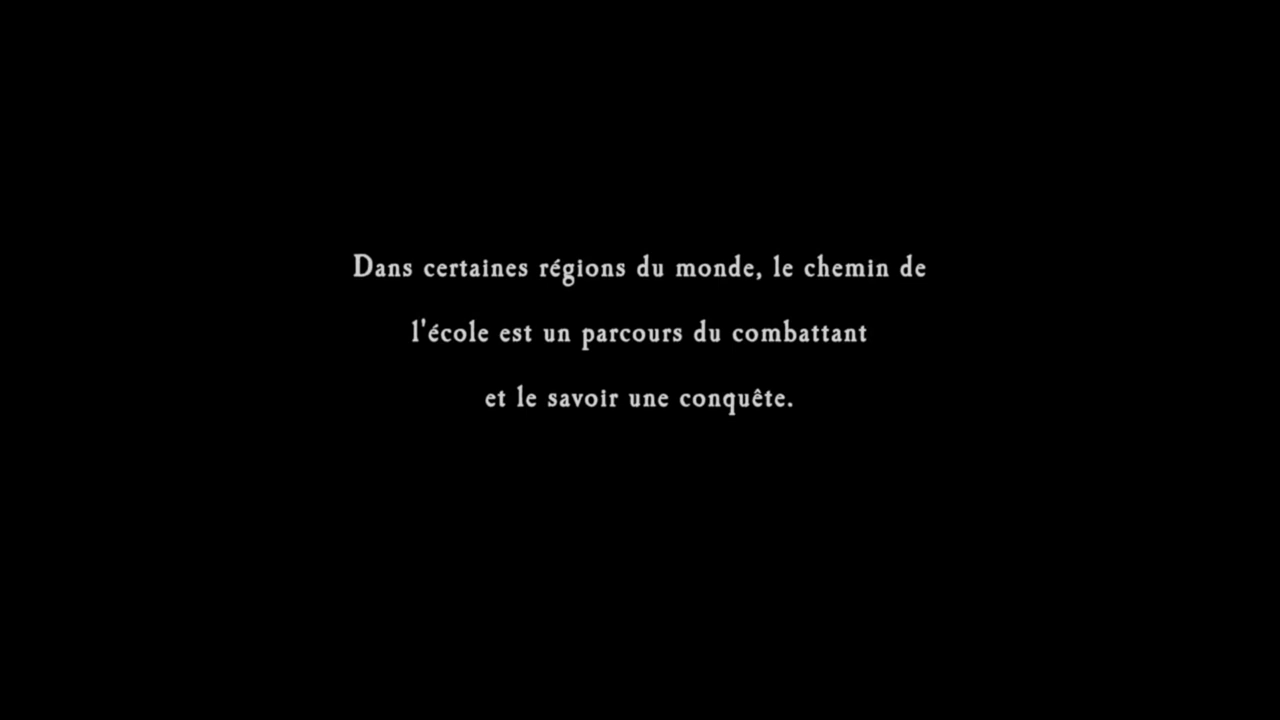 Dans certaines régions du monde, le chemin de
l'école est un parcours du combattant
et le savoir une conquête.